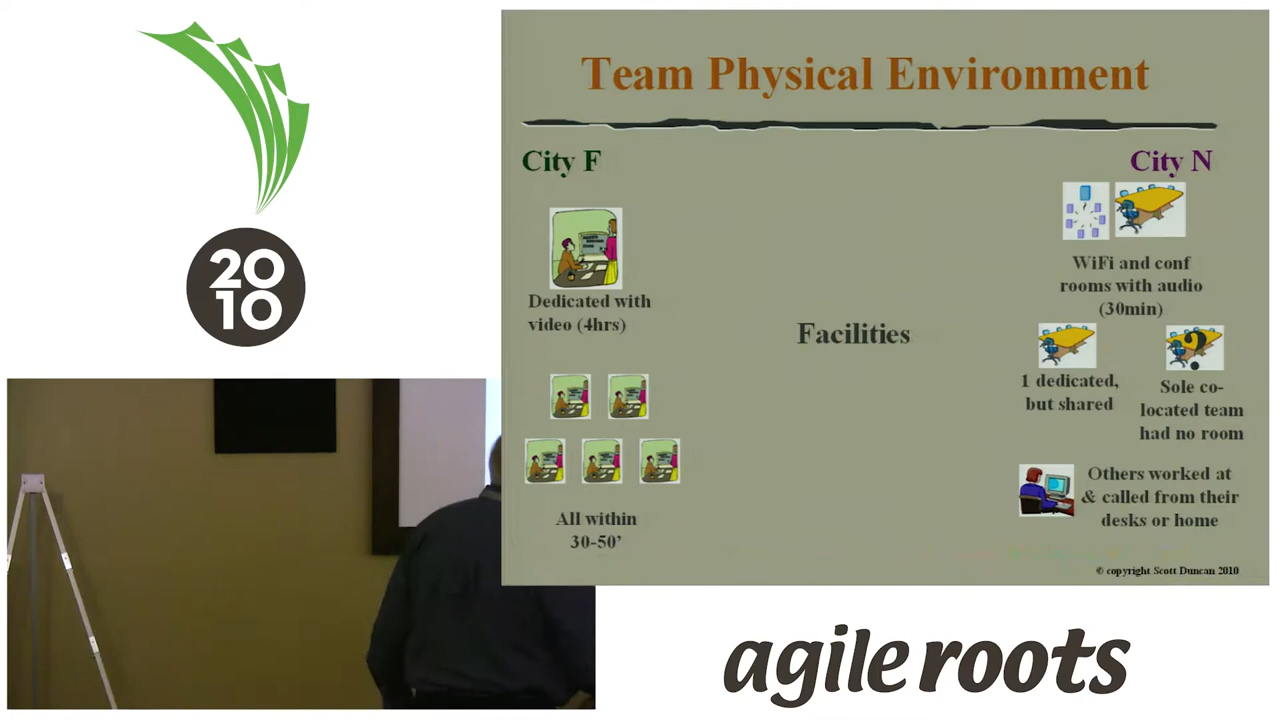 20
10
Team Physical Environment
City F
City N
Dedicated with
video (4hrs)
All within
30-50’
Facilities
WiFi and conf
rooms with audio
(30min)
1 dedicated,
but shared
?
Sole co-
located team
had no room
Others worked at
& called from their
desks or home
© copyright Scott Duncan 2010
agile roots